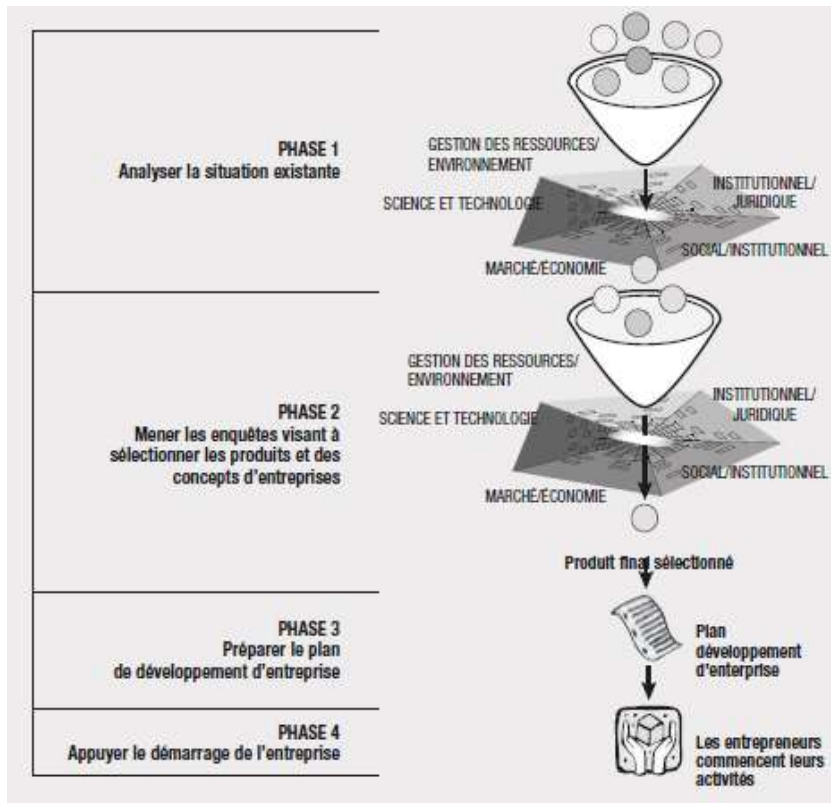 PHASE 1
Analyser la situation existante
GESTION DES RESSOURCES/
ENVIRONNEMENT
SCIENCE ET TECHNOLOGIE
INSTITUTIONNEL/
JURIDIQUE
SOCIAL/INSTITUTIONNEL
MARCHÉ/ÉCONOMIE
PHASE 2
Mener les enquêtes visant à
sélectionner les produits et des
concepts d'entreprises
GESTION DES RESSOURCES/
ENVIRONNEMENT
SCIENCE ET TECHNOLOGIE
INSTITUTIONNEL/
JURIDIQUE
SOCIAL/INSTITUTIONNEL
MARCHÉ/ÉCONOMIE
Produit final sélectionné
PHASE 3
Préparer le plan
de développement d'entreprise
Plan
développement
d'enterprise
PHASE 4
Appuyer le démarrage de l'entreprise
Les entrepreneurs
commencent leurs
activités